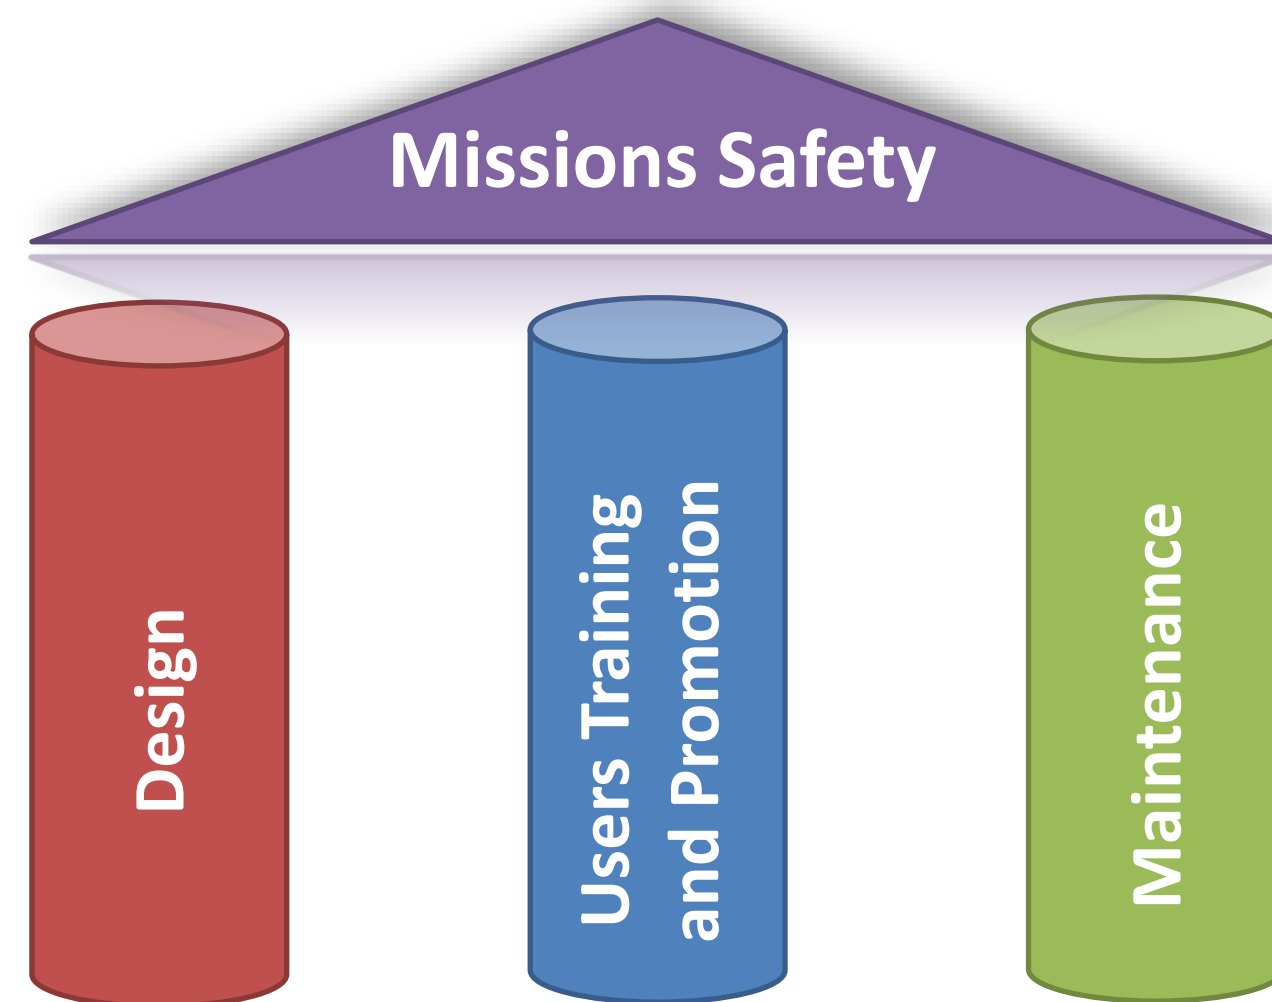 Missions Safety
Design
Users Training
and Promotion
Maintenance